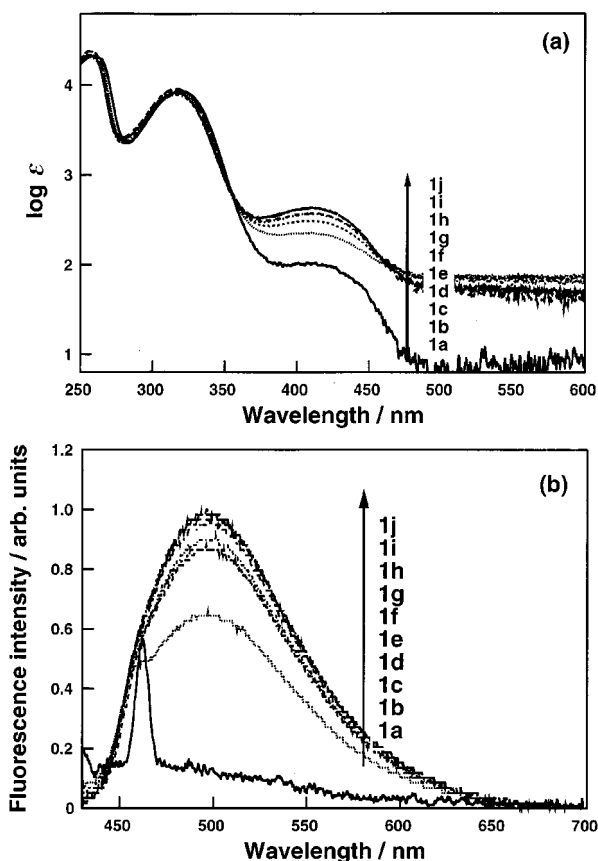 (a)
log ε
4
3
2
1
1j
1i
1h
1g
1f
1e
1d
1c
1b
1a
250 300 350 400 450 500 550 600
Wavelength / nm
(b)
Fluorescence intensity / arb. units
1.2
1.0
0.8
0.6
0.4
0.2
0
1j
1i
1h
1g
1f
1e
1d
1c
1b
1a
450 500 550 600 650 700
Wavelength / nm